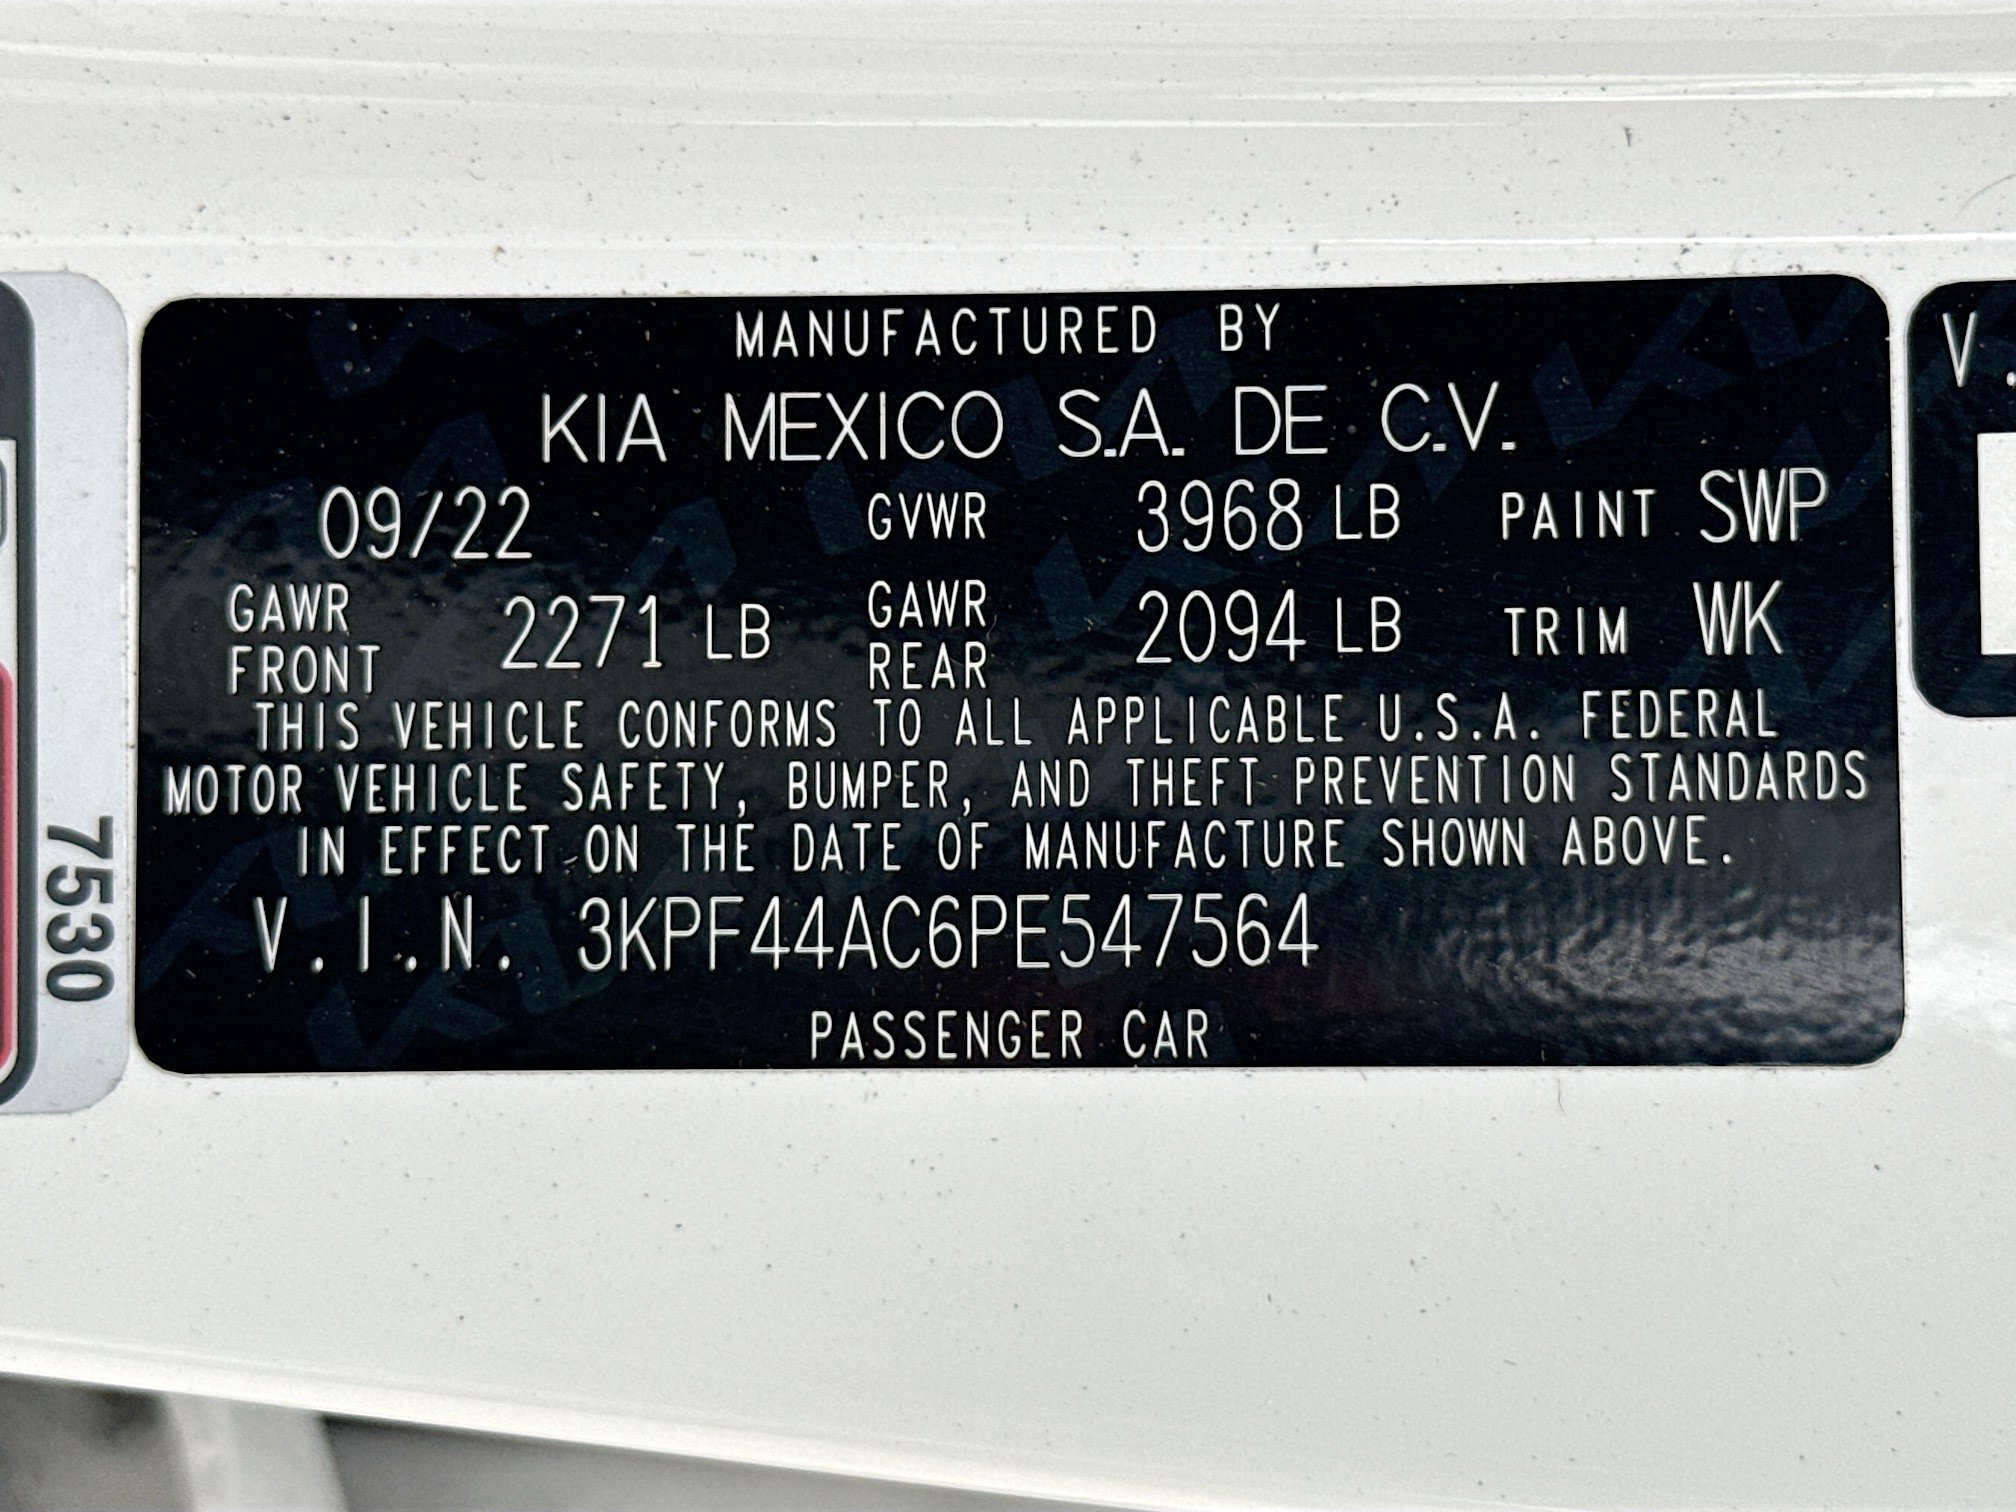 MANUFACTURED BY
KIA MEXICO S.A. DE C.V.
09/22 GVWR 3968 LB PAINT SWP
GAWR FRONT 2271 LB GAWR REAR 2094 LB TRIM WK
THIS VEHICLE CONFORMS TO ALL APPLICABLE U.S.A. FEDERAL
MOTOR VEHICLE SAFETY, BUMPER, AND THEFT PREVENTION STANDARDS
IN EFFECT ON THE DATE OF MANUFACTURE SHOWN ABOVE.
V.I.N. 3KPF44AC6PE547564
PASSENGER CAR
7530
V.